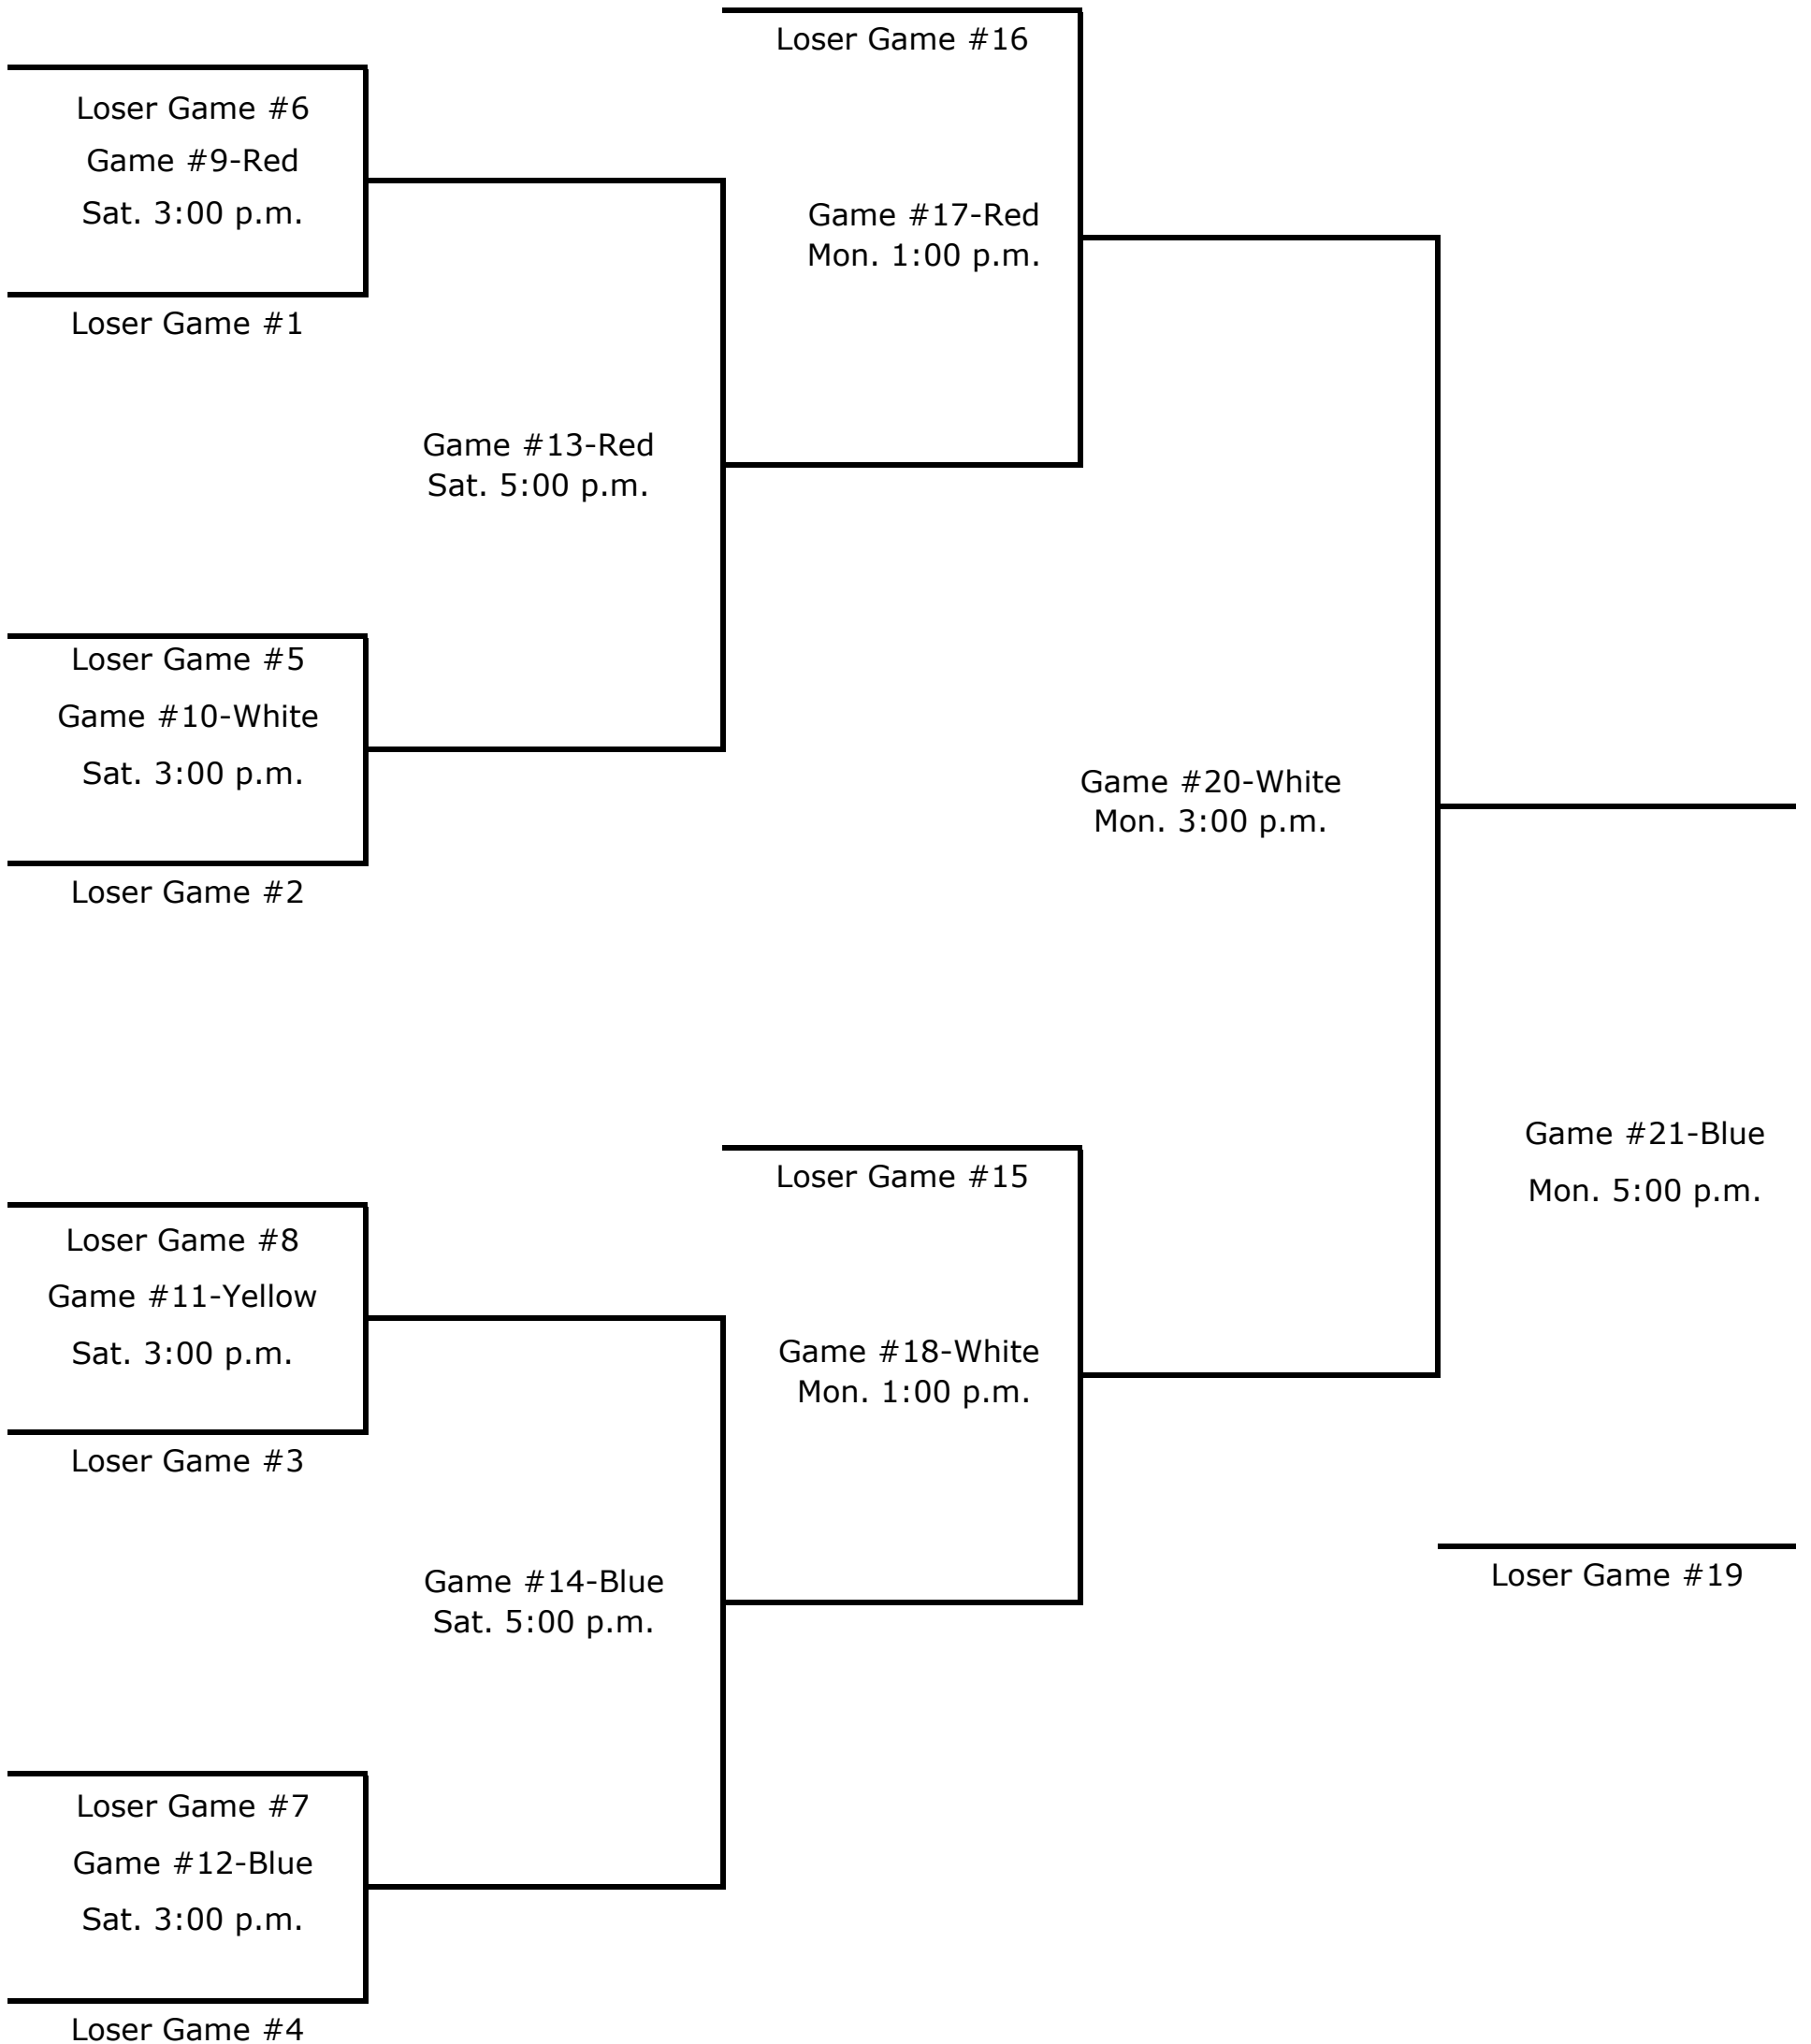 Loser Game #16
Loser Game #6
Game #9-Red
Sat. 3:00 p.m.
Game #17-Red
Mon. 1:00 p.m.
Loser Game #1
Game #13-Red
Sat. 5:00 p.m.
Loser Game #5
Game #10-White
Sat. 3:00 p.m.
Game #20-White
Mon. 3:00 p.m.
Loser Game #2
Game #21-Blue
Mon. 5:00 p.m.
Loser Game #15
Loser Game #8
Game #11-Yellow
Sat. 3:00 p.m.
Game #18-White
Mon. 1:00 p.m.
Loser Game #3
Game #14-Blue
Sat. 5:00 p.m.
Loser Game #19
Loser Game #7
Game #12-Blue
Sat. 3:00 p.m.
Loser Game #4